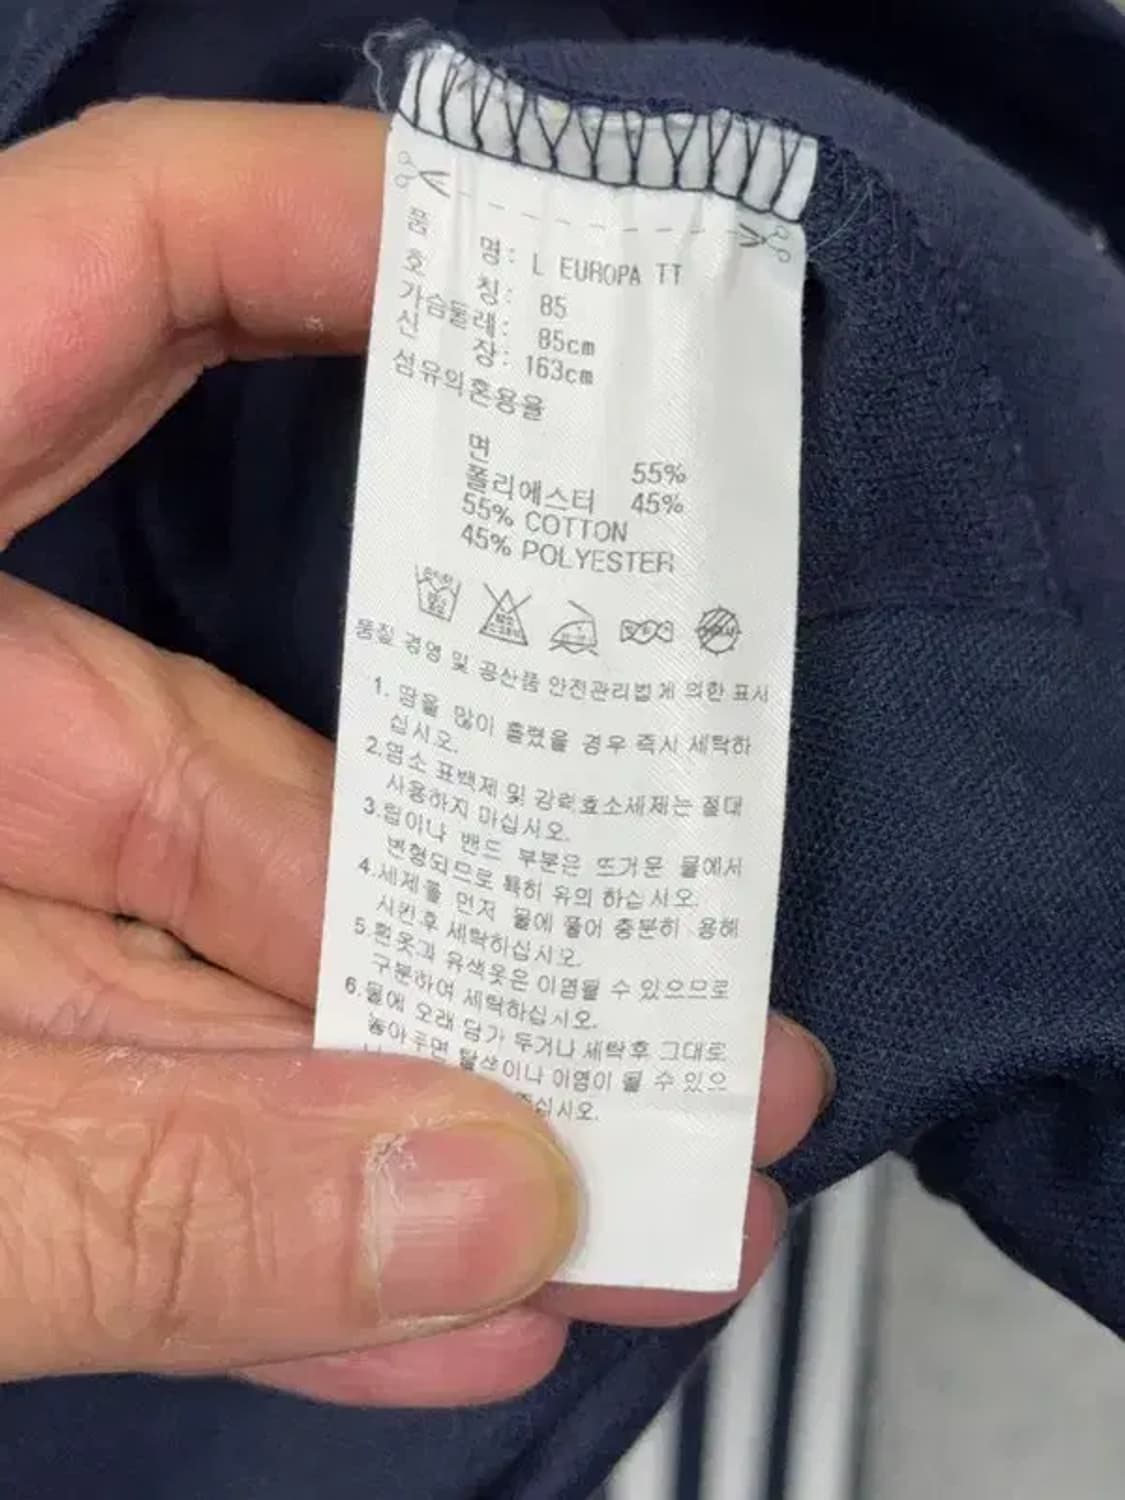 품 명: L EUROPA TT
호 칭: 85
가슴둘레: 85cm
신 장: 163cm
섬유의혼용율
면 55%
폴리에스터 45%
55% COTTON
45% POLYESTER
품질 경영 및 공산품 안전관리법에 의한 표시
1. 땀을 많이 흘렸을 경우 즉시 세탁하
십시오.
2.염소 표백제 및 강력효소세제는 절대
사용하지 마십시오.
3.립이나 밴드 부분은 뜨거운 물에서
변형되므로 특히 유의 하십시오.
4.세제를 먼저 물에 풀어 충분히 용해
시킨후 세탁하십시오.
5.흰옷과 유색옷은 이염될 수 있으므로
구분하여 세탁하십시오.
6.물에 오래 담가 두거나 세탁후 그대로
놓아두면 탈색이나 이염이 될 수 있으
십시오.